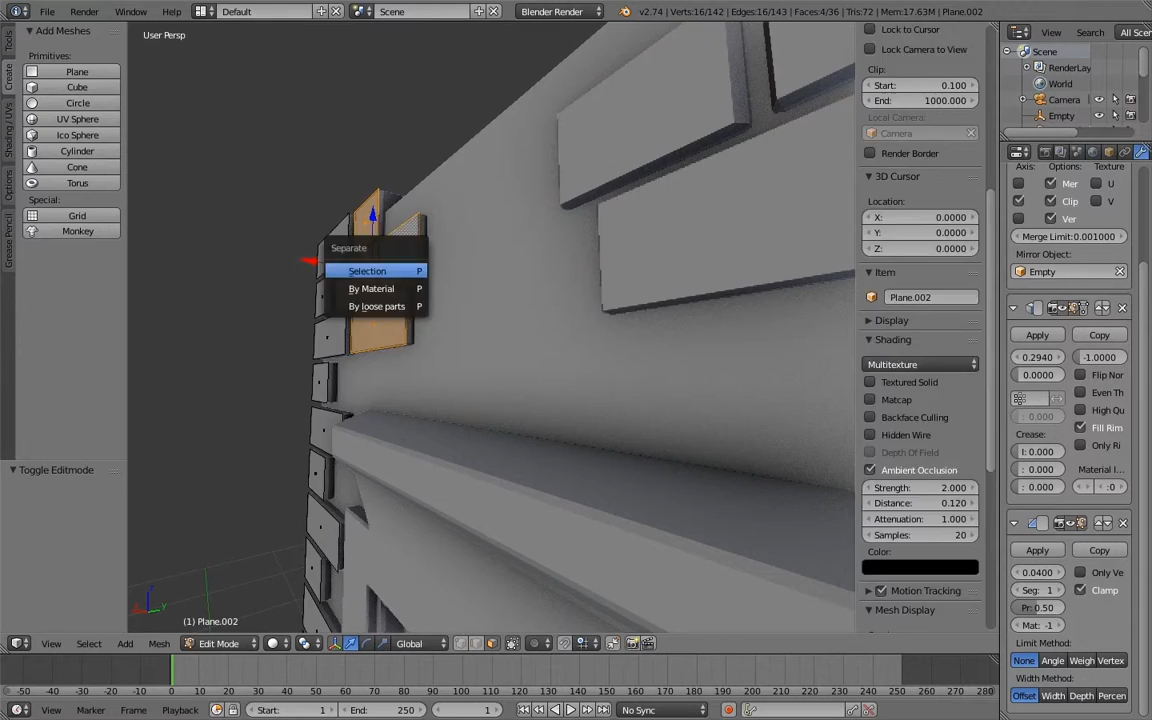 File Render Window Help Default Scene Blender Render v2.74 | Verts:16/142 | Edges:16/143 | Faces:4/36 | Tris:72 | Mem:17.63M | Plane.002
Tools
Create
Shading / UVs
Options
Grease Pencil
Add Meshes
Primitives:
Plane
Cube
Circle
UV Sphere
Ico Sphere
Cylinder
Cone
Torus
Special:
Grid
Monkey
Toggle Editmode
User Persp
Separate
Selection P
By Material P
By loose parts P
(1) Plane.002
Lock to Cursor
Lock Camera to View
Clip:
Start: 0.100
End: 1000.000
Local Camera:
Camera
Render Border
3D Cursor
Location:
X: 0.0000
Y: 0.0000
Z: 0.0000
Item
Plane.002
Display
Shading
Multitexture
Textured Solid
Matcap
Backface Culling
Hidden Wire
Depth Of Field
Ambient Occlusion
Strength: 2.000
Distance: 0.120
Attenuation: 1.000
Samples: 20
Color:
Motion Tracking
Mesh Display
View Search All Scen
Scene
RenderLay
World
Camera
Empty
Axis: Options: Texture
Mer U
Clip V
Ver
Merge Limit:0.001000
Mirror Object:
Empty
Apply Copy
0.2940 -1.0000
0.0000 Flip Nor
Even Th
High Qu
0.000 Fill Rim
Crease: Only Ri
I: 0.000
: 0.000 Material I...
: 0.000 :0
Apply Copy
0.0400 Only Ve
Seg: 1 Clamp
Pr: 0.50
Mat: -1
Limit Method:
None Angle Weigh Vertex
Width Method:
Offset Width Depth Percen
View Select Add Mesh Edit Mode Global
-50 -40 -30 -20 -10 0 10 20 30 40 50 60 70 80 90 100 110 120 130 140 150 160 170 180 190 200 210 220 230 240 250 260 270 280
View Marker Frame Playback Start: 1 End: 250 1 No Sync